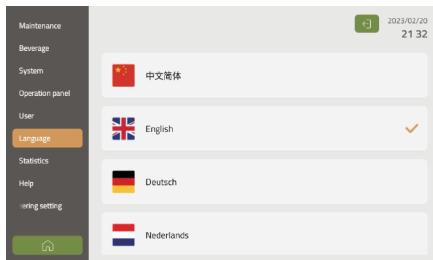 Maintenance
Beverage
System
Operation panel
User
Language
Statistics
Help
ering setting
2023/02/20
21 32
中文简体
English
Deutsch
Nederlands